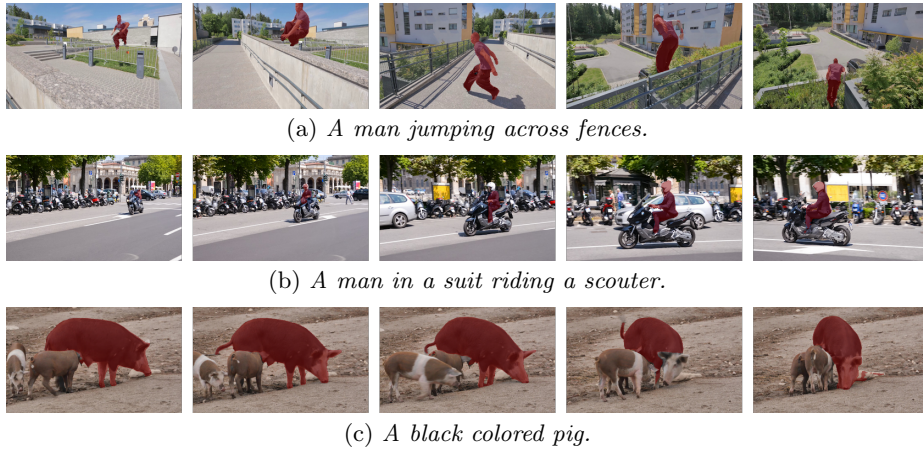 (a) A man jumping across fences.
(b) A man in a suit riding a scouter.
(c) A black colored pig.